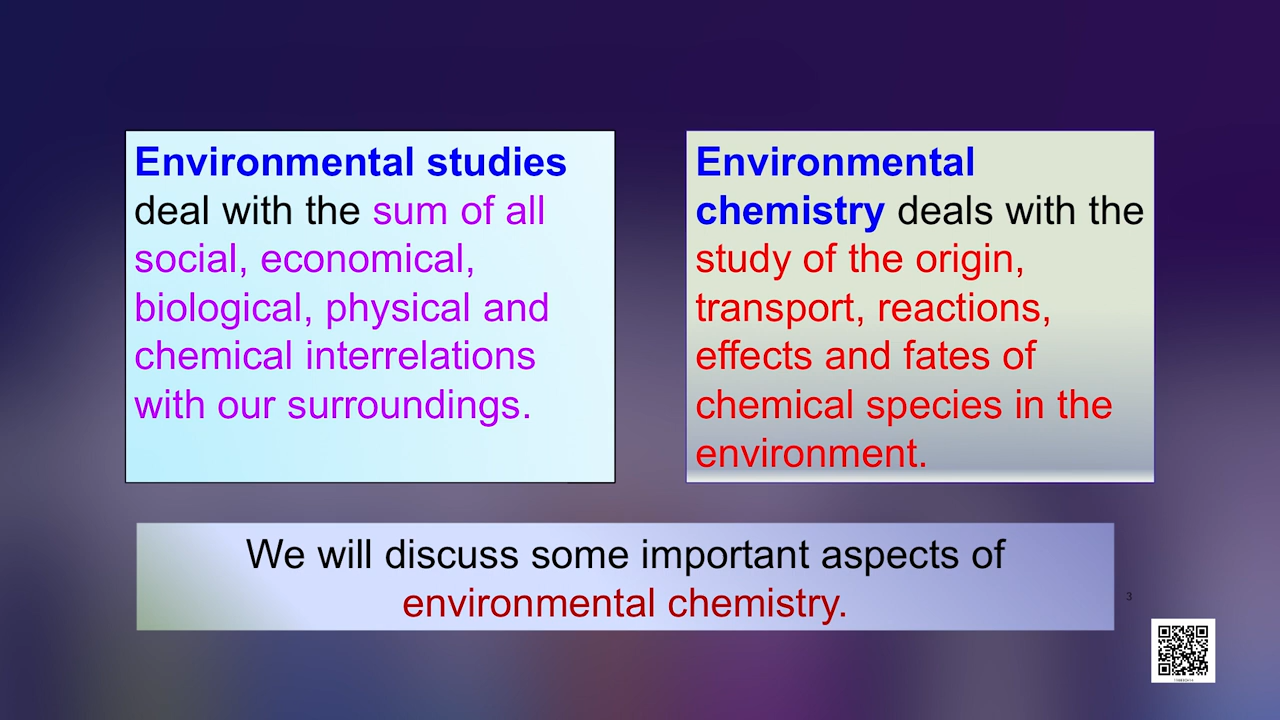 Environmental studies
deal with the sum of all
social, economical,
biological, physical and
chemical interrelations
with our surroundings.
Environmental
chemistry deals with the
study of the origin,
transport, reactions,
effects and fates of
chemical species in the
environment.
We will discuss some important aspects of
environmental chemistry.
3